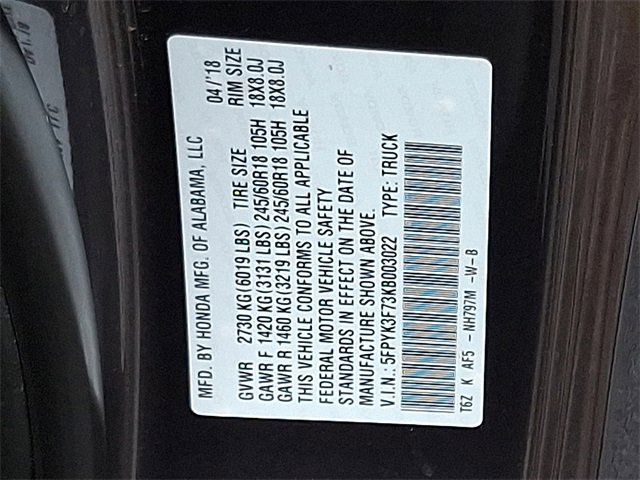 MFD. BY HONDA MFG. OF ALABAMA, LLC 04/'18
GVWR 2730 KG (6019 LBS) TIRE SIZE RIM SIZE
GAWR F 1420 KG (3131 LBS) 245/60R18 105H 18X8.0J
GAWR R 1460 KG (3219 LBS) 245/60R18 105H 18X8.0J
THIS VEHICLE CONFORMS TO ALL APPLICABLE
FEDERAL MOTOR VEHICLE SAFETY
STANDARDS IN EFFECT ON THE DATE OF
MANUFACTURE SHOWN ABOVE.
V.I.N.: 5FPYK3F73KB003022 TYPE: TRUCK
T6Z K AF5 -NH797M -W-B